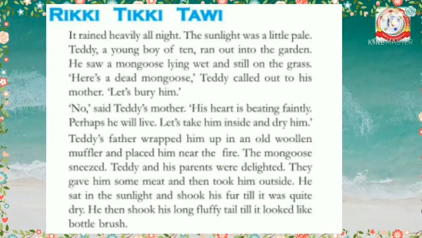 RIKKI TIKKI TAWI
It rained heavily all night. The sunlight was a little pale.
Teddy, a young boy of ten, ran out into the garden.
He saw a mongoose lying wet and still on the grass.
'Here's a dead mongoose,' Teddy called out to his
mother. 'Let's bury him.'
'No,' said Teddy's mother. 'His heart is beating faintly.
Perhaps he will live. Let's take him inside and dry him.'
Teddy's father wrapped him up in an old woollen
muffler and placed him near the fire. The mongoose
sneezed. Teddy and his parents were delighted. They
gave him some meat and then took him outside. He
sat in the sunlight and shook his fur till it was quite
dry. He then shook his long fluffy tail till it looked like
bottle brush.